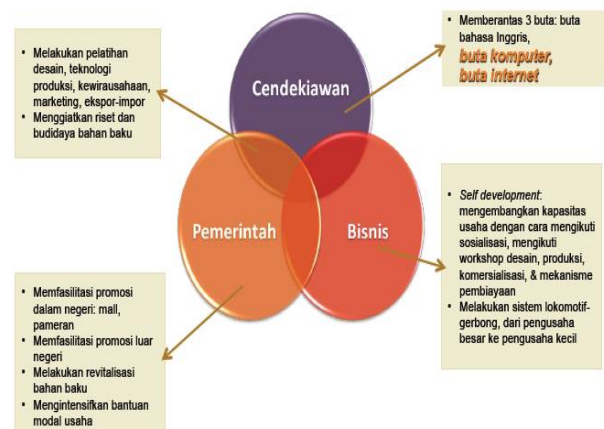 • Melakukan pelatihan
desain, teknologi
produksi, kewirausahaan,
marketing, ekspor-impor
• Menggiatkan riset dan
budidaya bahan baku
Cendekiawan
• Memberantas 3 buta: buta
bahasa Inggris,
buta komputer,
buta internet
Pemerintah
Bisnis
• Self development:
mengembangkan kapasitas
usaha dengan cara mengikuti
sosialisasi, mengikuti
workshop desain, produksi,
komersialisasi, & mekanisme
pembiayaan
• Melakukan sistem lokomotif-
gerbong, dari pengusaha
besar ke pengusaha kecil
• Memfasilitasi promosi
dalam negeri: mall,
pameran
• Memfasilitasi promosi luar
negeri
• Melakukan revitalisasi
bahan baku
• Mengintensifkan bantuan
modal usaha